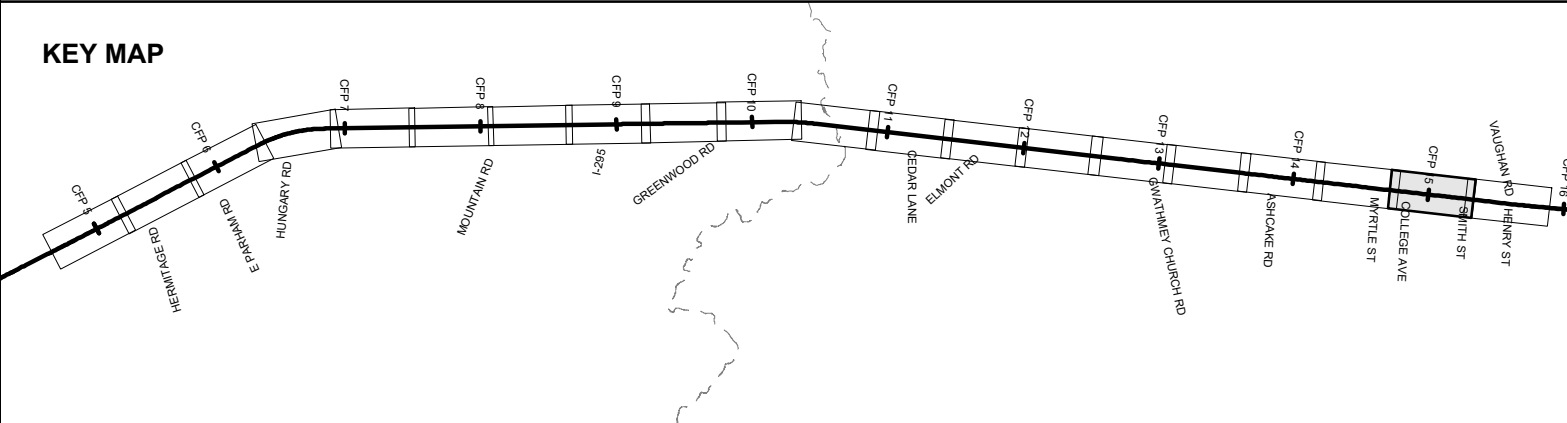 KEY MAP
CFP 5
CFP 6
CFP 7
CFP 8
CFP 9
CFP 10
CFP 11
CFP 12
CFP 13
CFP 14
CFP 15
CFP 16
HERMITAGE RD
E PARHAM RD
HUNGARY RD
MOUNTAIN RD
I-295
GREENWOOD RD
CEDAR LANE
ELMONT RD
GWATHMEY CHURCH RD
ASHCAKE RD
MYRTLE ST
COLLEGE AVE
SMITH ST
VAUGHAN RD
HENRY ST